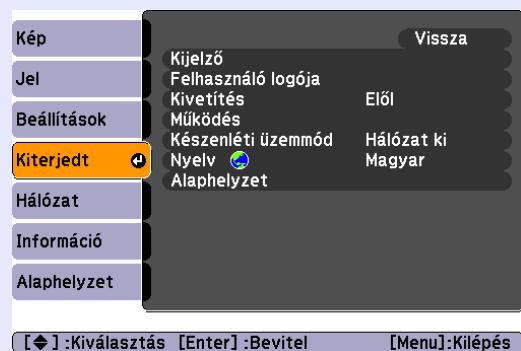 Kép
Jel
Beállítások
Kiterjedt
Hálózat
Információ
Alaphelyzet
Vissza
Kijelző
Felhasználó logója
Kivetítés Elől
Működés
Készenléti üzemmód Hálózat ki
Nyelv Magyar
Alaphelyzet
[◆] :Kiválasztás [Enter] :Bevitel [Menu]:Kilépés